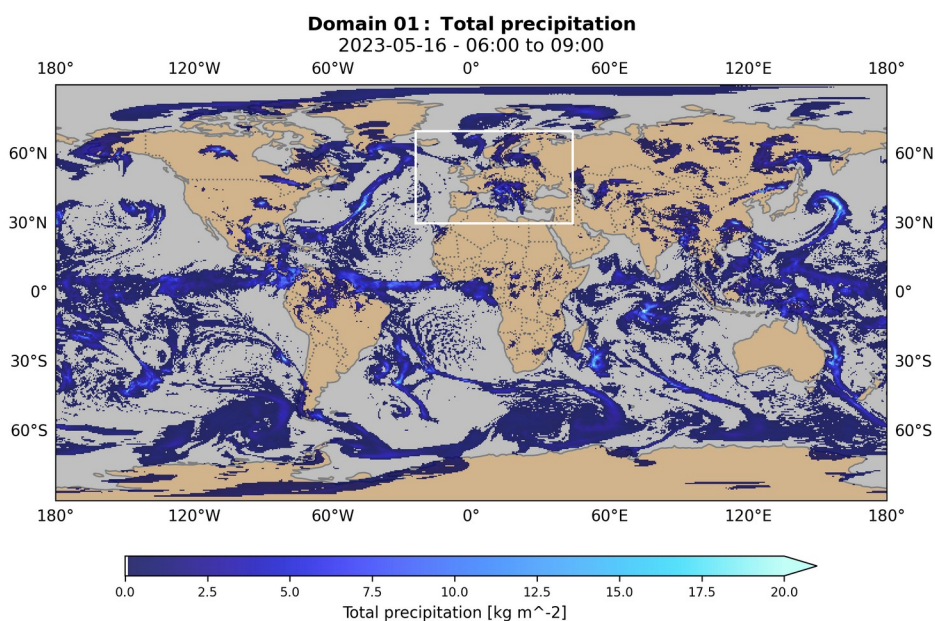 Domain 01: Total precipitation
2023-05-16 - 06:00 to 09:00
180° 120°W 60°W 0° 60°E 120°E 180°
60°N 60°N
30°N 30°N
0° 0°
30°S 30°S
60°S 60°S
180° 120°W 60°W 0° 60°E 120°E 180°
0.0 2.5 5.0 7.5 10.0 12.5 15.0 17.5 20.0
Total precipitation [kg m^-2]